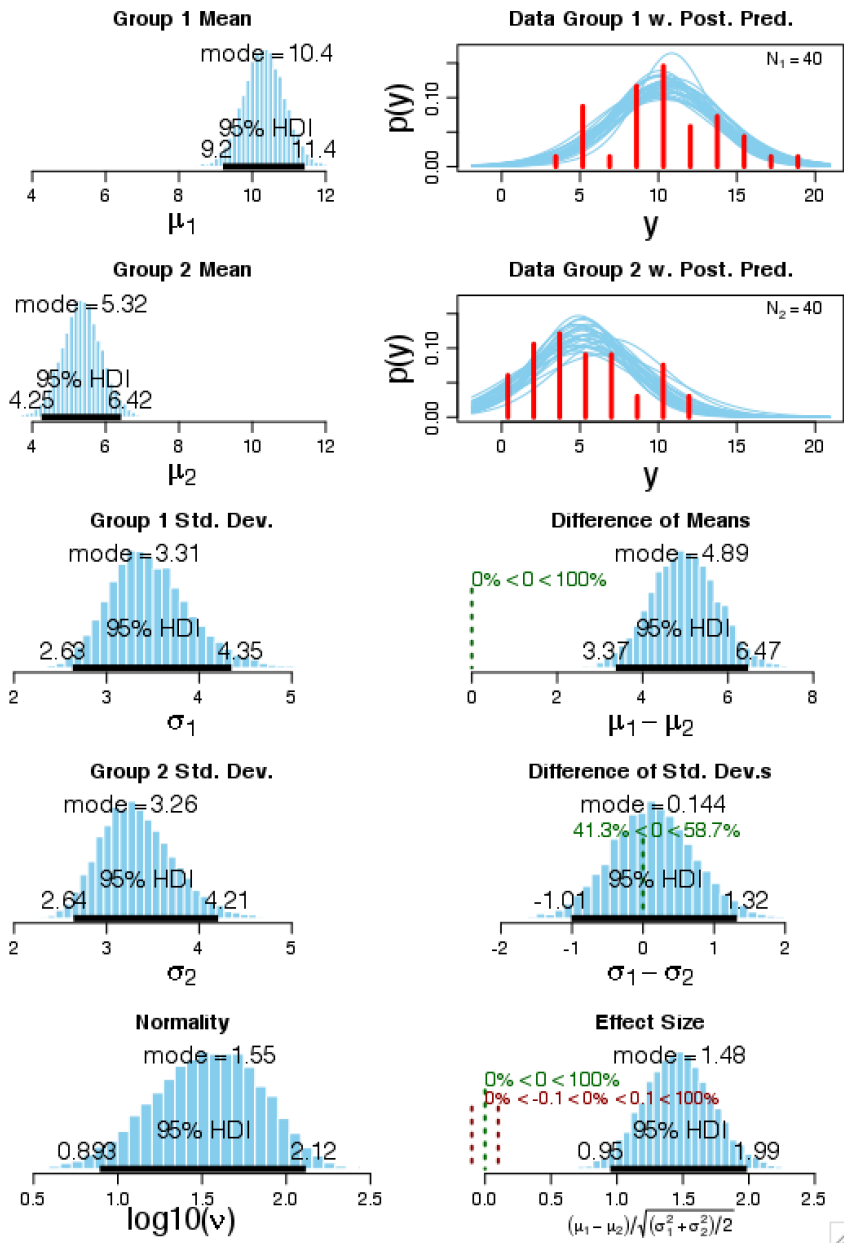 Group 1 Mean
mode = 10.4
95% HDI
9.2 11.4
4 6 8 10 12
μ1
Data Group 1 w. Post. Pred.
N1 = 40
p(y)
0.00 0.10
0 5 10 15 20
y
Group 2 Mean
mode = 5.32
95% HDI
4.25 6.42
4 6 8 10 12
μ2
Data Group 2 w. Post. Pred.
N2 = 40
p(y)
0.00 0.10
0 5 10 15 20
y
Group 1 Std. Dev.
mode = 3.31
95% HDI
2.63 4.35
2 3 4 5
σ1
Difference of Means
mode = 4.89
0% < 0 < 100%
95% HDI
3.37 6.47
0 2 4 6 8
μ1 − μ2
Group 2 Std. Dev.
mode = 3.26
95% HDI
2.64 4.21
2 3 4 5
σ2
Difference of Std. Dev.s
mode = 0.144
41.3% < 0 < 58.7%
95% HDI
-1.01 1.32
-2 -1 0 1 2
σ1 − σ2
Normality
mode = 1.55
95% HDI
0.893 2.12
0.5 1.0 1.5 2.0 2.5
log10(ν)
Effect Size
mode = 1.48
0% < 0 < 100%
0% < -0.1 < 0% < 0.1 < 100%
95% HDI
0.95 1.99
0.0 0.5 1.0 1.5 2.0 2.5
(μ1 − μ2)/√(σ1² + σ2²)/2